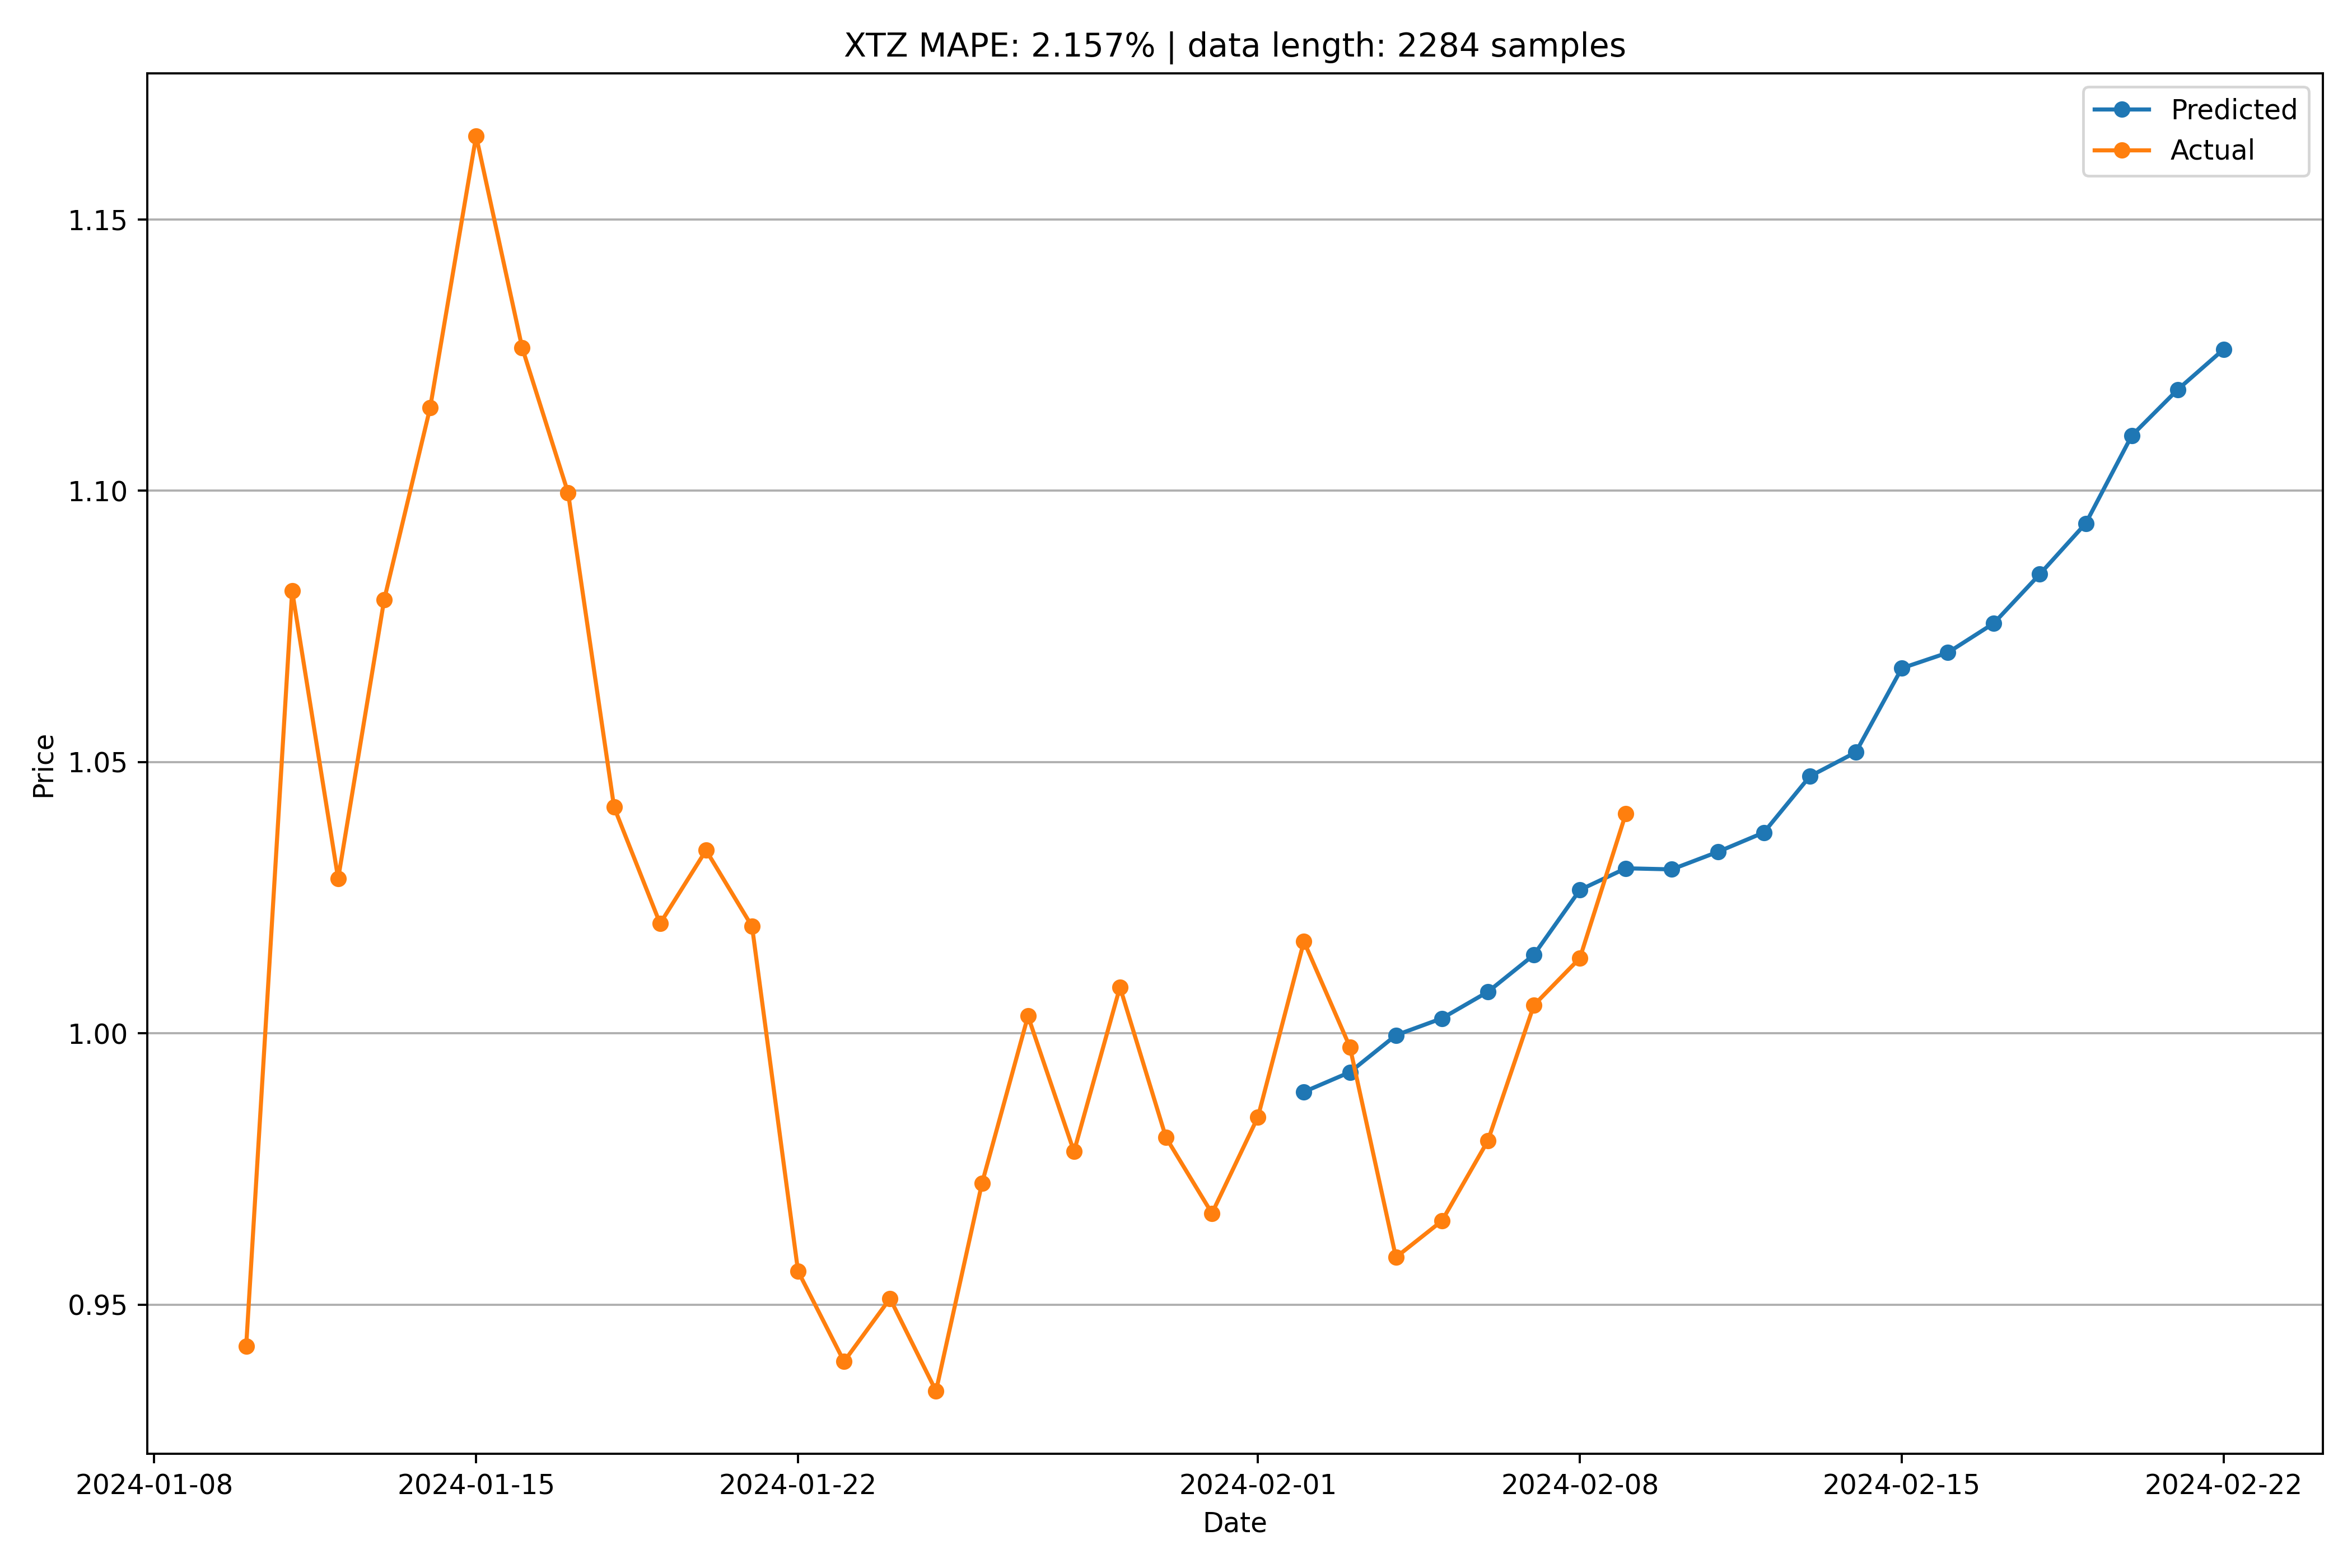 XTZ MAPE: 2.157% | data length: 2284 samples
Predicted
Actual
1.15
1.10
1.05
1.00
0.95
Price
2024-01-08
2024-01-15
2024-01-22
2024-02-01
2024-02-08
2024-02-15
2024-02-22
Date